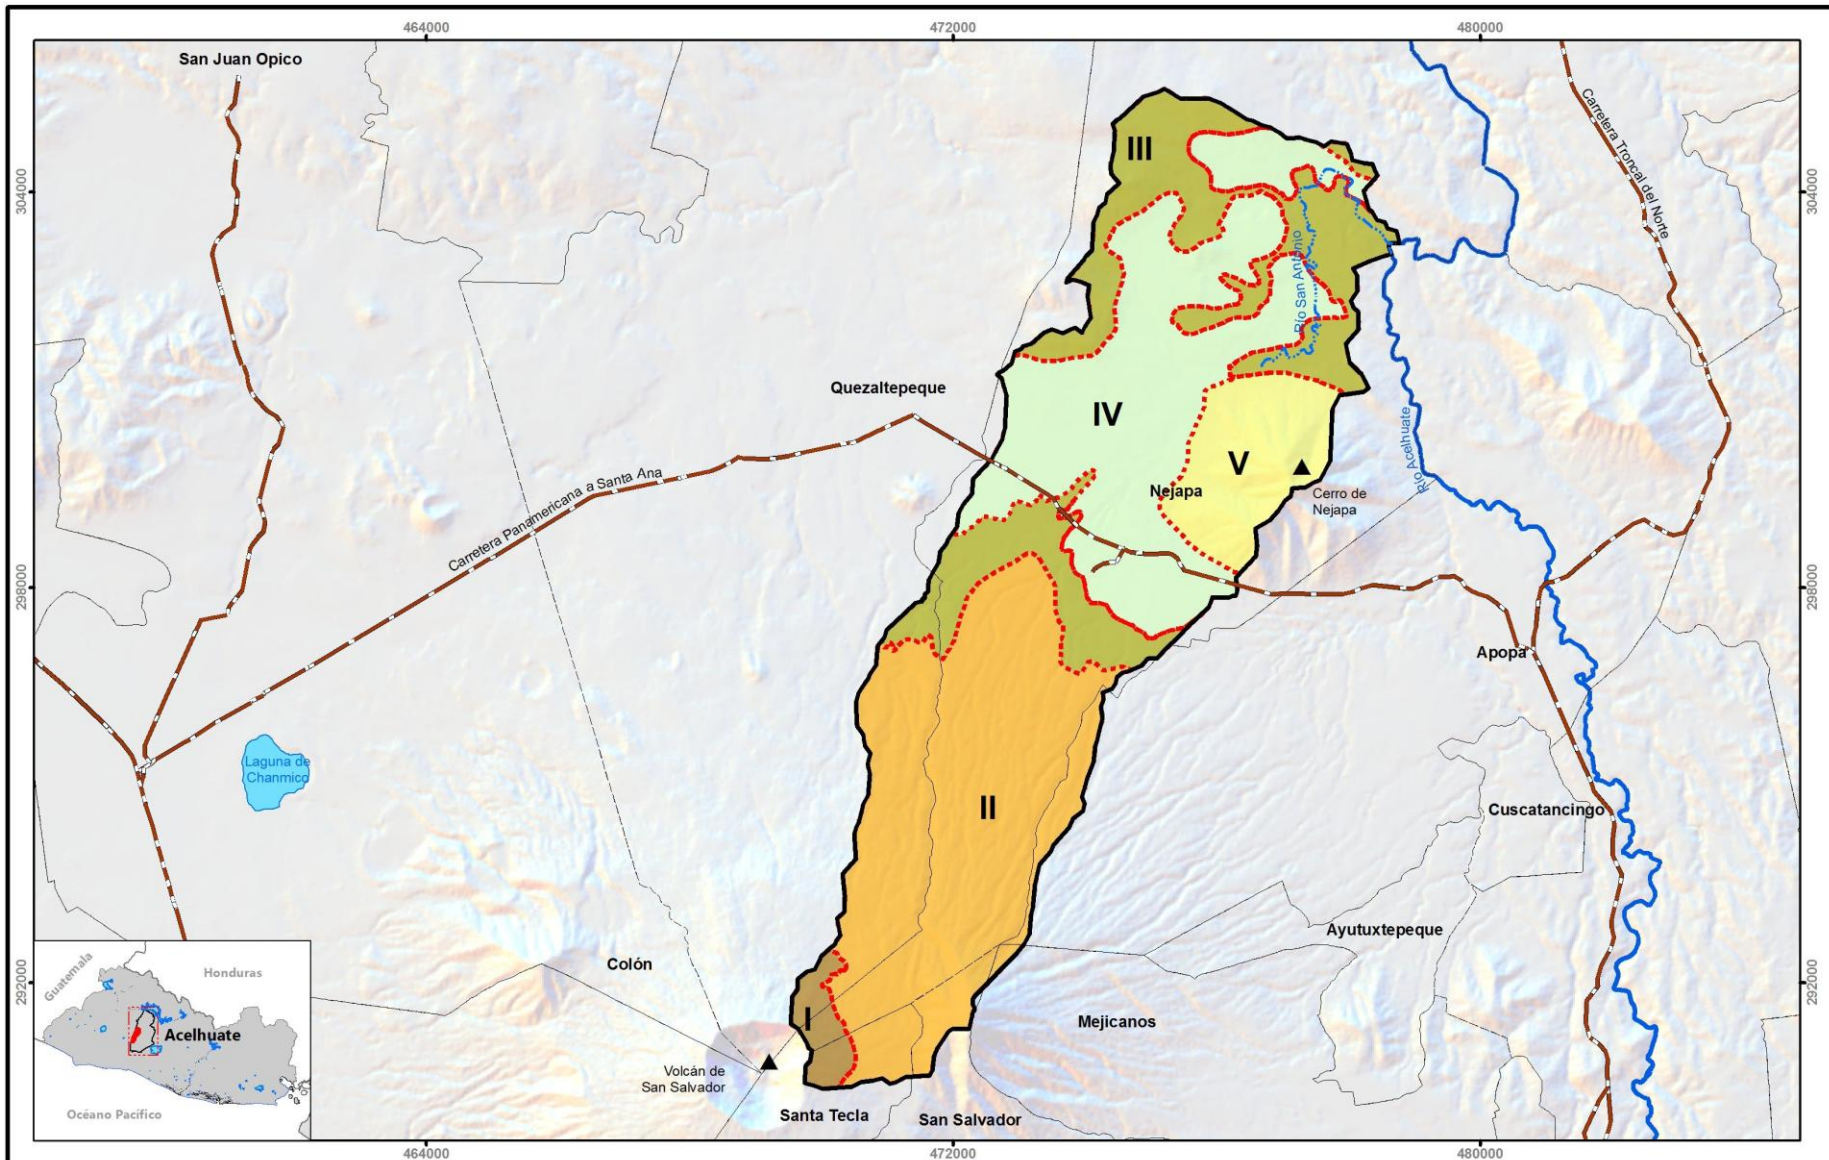 464000
472000
480000
San Juan Opico
Carretera Troncal del Norte
III
304000
304000
Río San Antonio
Quezaltepeque
IV
Río Acelhuate
V
Carretera Panamericana a Santa Ana
Nejapa
Cerro de
Nejapa
298000
298000
Apopa
Laguna de
Chanmico
II
Cuscatancingo
Ayutuxtepeque
Colón
292000
292000
Guatemala
Honduras
Acelhuate
Océano Pacífico
I
Mejicanos
Volcán de
San Salvador
Santa Tecla
San Salvador
464000
472000
480000